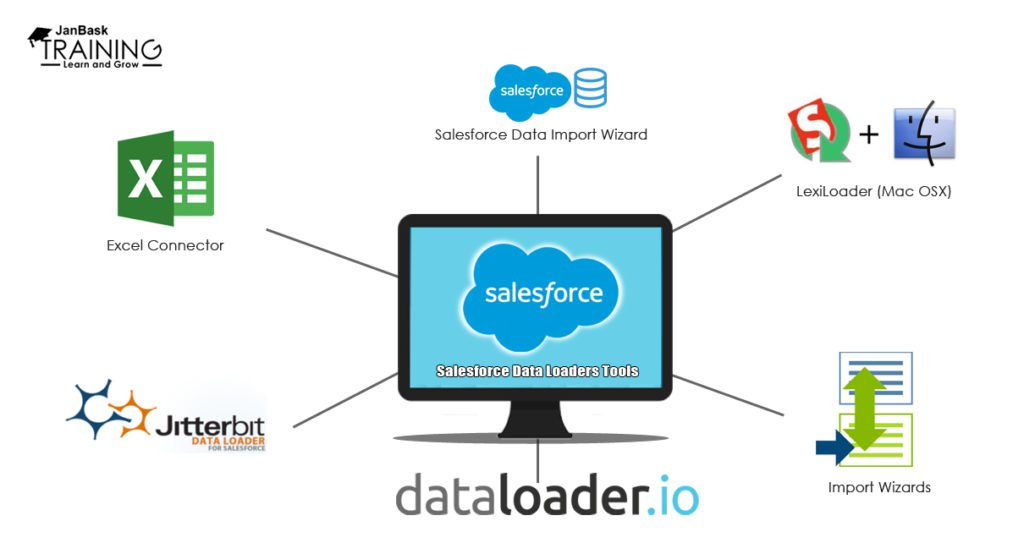 JanBask
TRAINING
Learn and Grow
salesforce
Salesforce Data Import Wizard
S
+
LexiLoader (Mac OSX)
X
Excel Connector
salesforce
Salesforce Data Loaders Tools
Jitterbit
DATA LOADER
FOR SALESFORCE
Import Wizards
dataloader.io